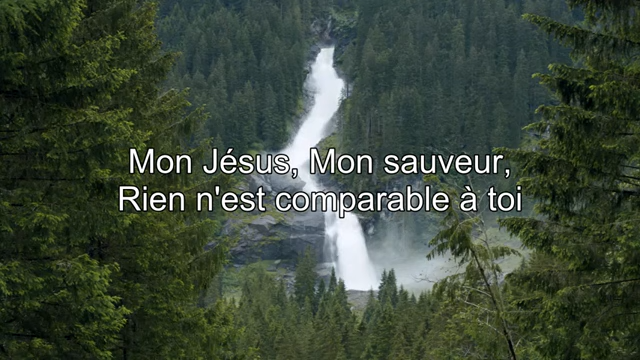 Mon Jésus, Mon sauveur,
Rien n'est comparable à toi